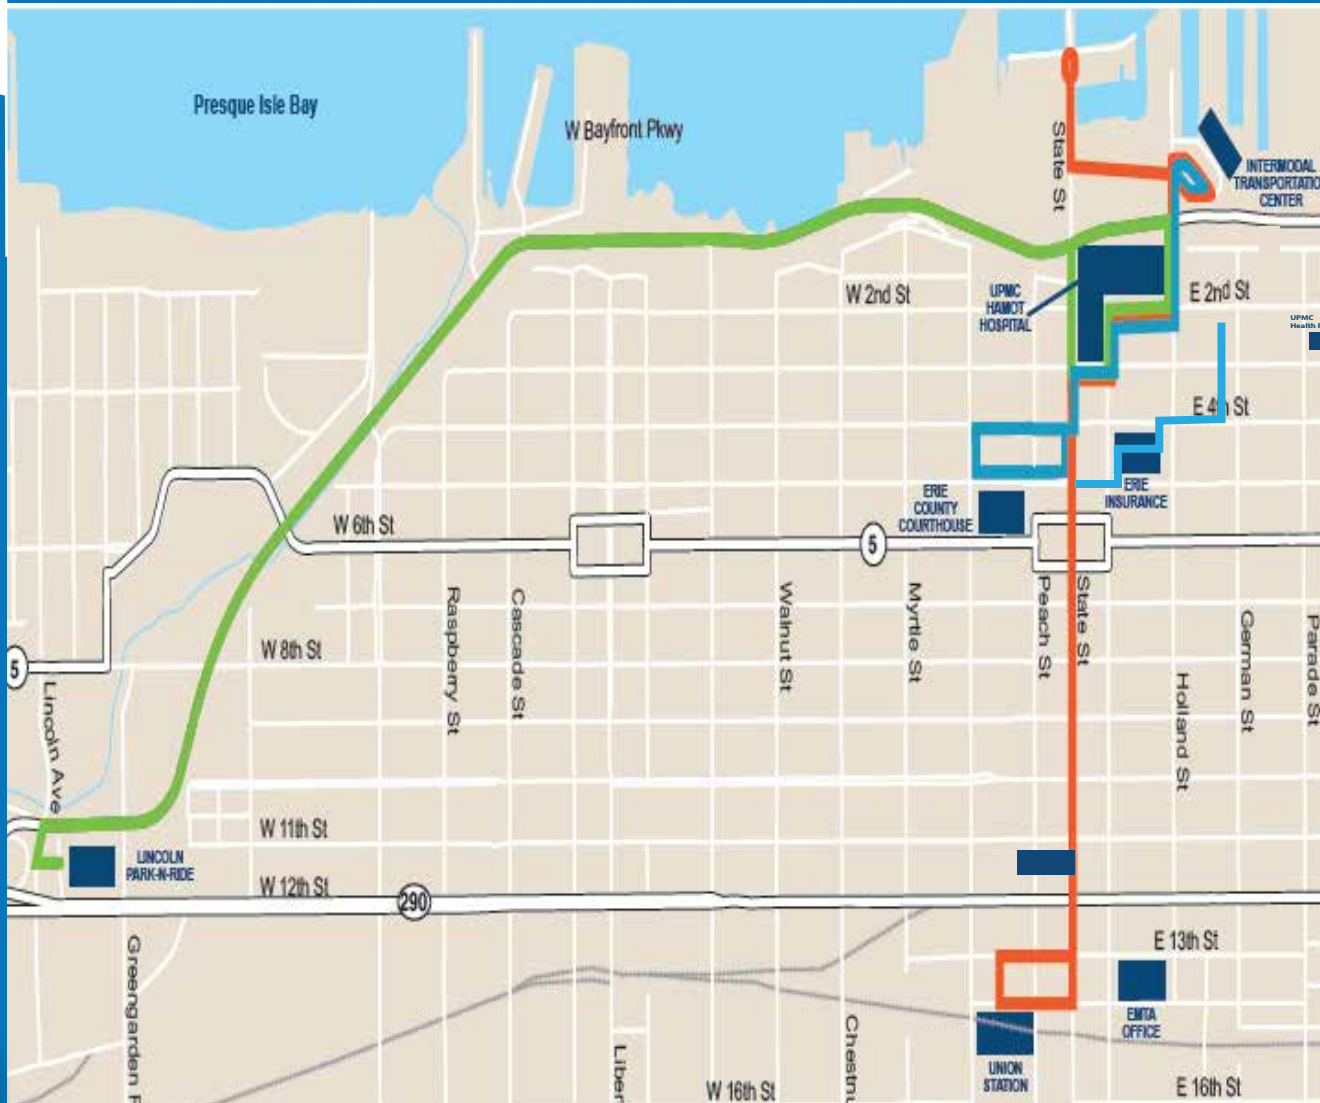 Presque Isle Bay
W Bayfront Pkwy
State St
INTERMODAL
TRANSPORTATIO
CENTER
W 2nd St
UPMC
HAMOT
HOSPITAL
E 2nd St
UPMC
Health
E 4th St
ERIE
COUNTY
COURTHOUSE
ERIE
INSURANCE
W 6th St
5
Raspberry St
Cascade St
Walnut St
Myrtle St
Peach St
State St
Holland St
German St
Parade St
W 8th St
5
Lincoln Ave
W 11th St
LINCOLN
PARK-N-RIDE
W 12th St
290
Greengarden
E 13th St
EMTA
OFFICE
UNION
STATION
Liber
Chestnu
W 16th St
E 16th St